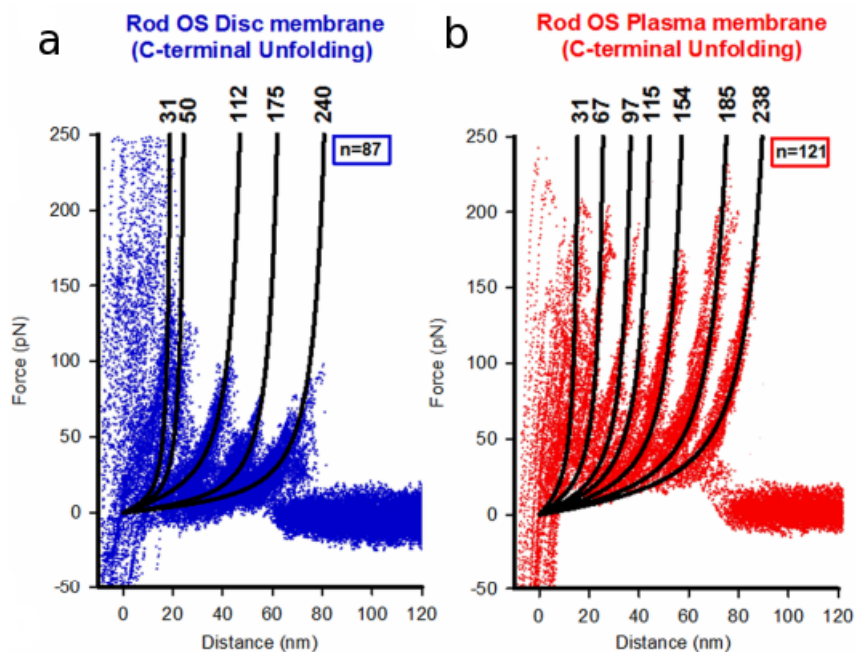 a
Rod OS Disc membrane
(C-terminal Unfolding)
31
50
112
175
240
n=87
250
200
150
100
50
0
-50
Force (pN)
0 20 40 60 80 100 120
Distance (nm)
b
Rod OS Plasma membrane
(C-terminal Unfolding)
31
67
97
115
154
185
238
n=121
250
200
150
100
50
0
-50
Force (pN)
0 20 40 60 80 100 120
Distance (nm)